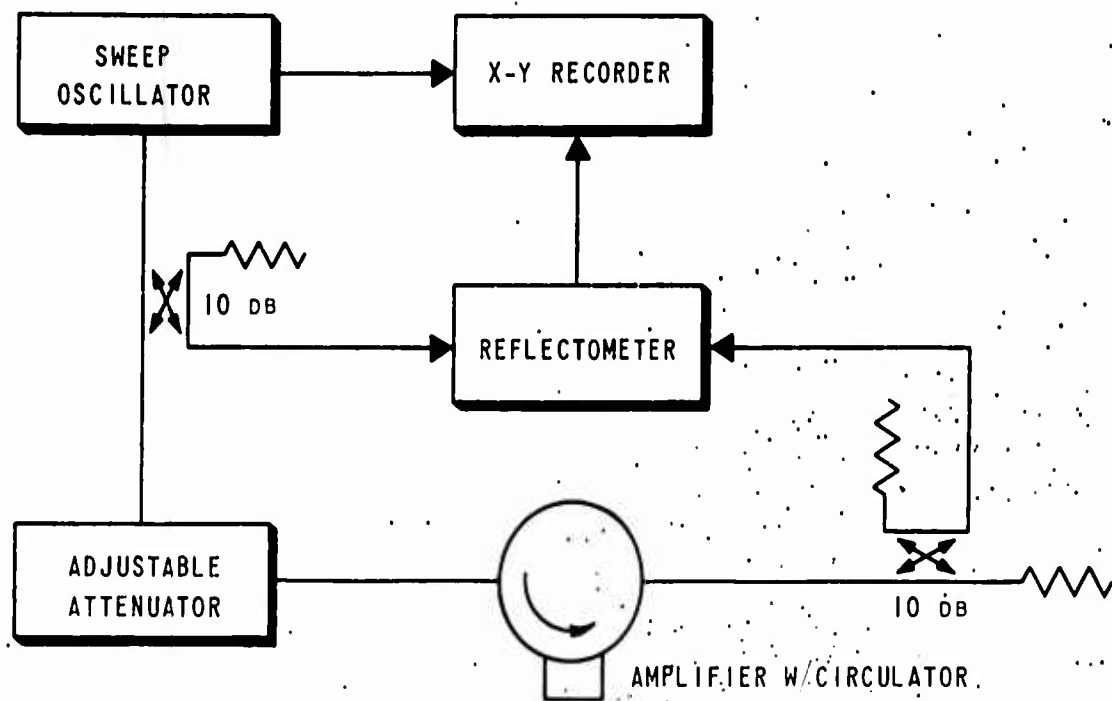 SWEEP
OSCILLATOR
X-Y RECORDER
10 DB
REFLECTOMETER
ADJUSTABLE
ATTENUATOR
10 DB
AMPLIFIER W/CIRCULATOR